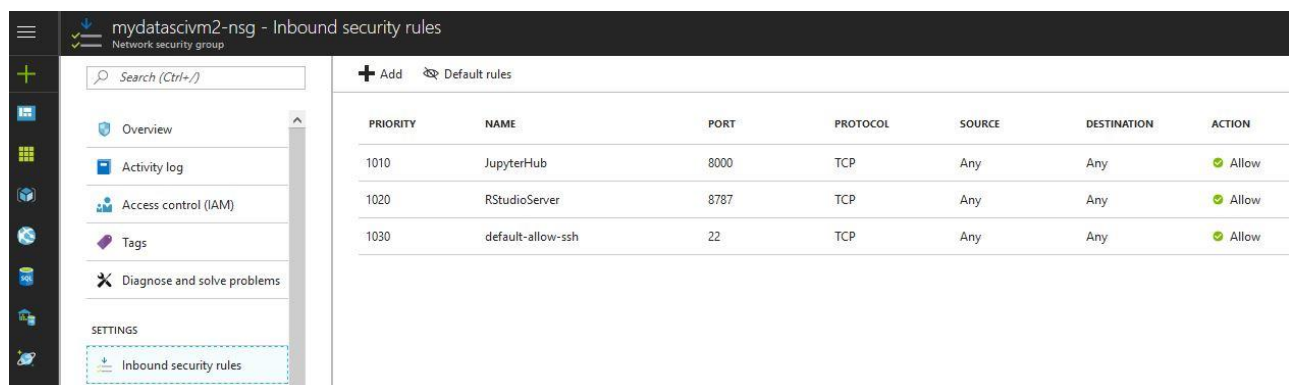 mydatascivm2-nsg - Inbound security rules
Network security group
Search (Ctrl+/)
Overview
Activity log
Access control (IAM)
Tags
Diagnose and solve problems
SETTINGS
Inbound security rules
Add Default rules
PRIORITY NAME PORT PROTOCOL SOURCE DESTINATION ACTION
1010 JupyterHub 8000 TCP Any Any Allow
1020 RStudioServer 8787 TCP Any Any Allow
1030 default-allow-ssh 22 TCP Any Any Allow
SQL